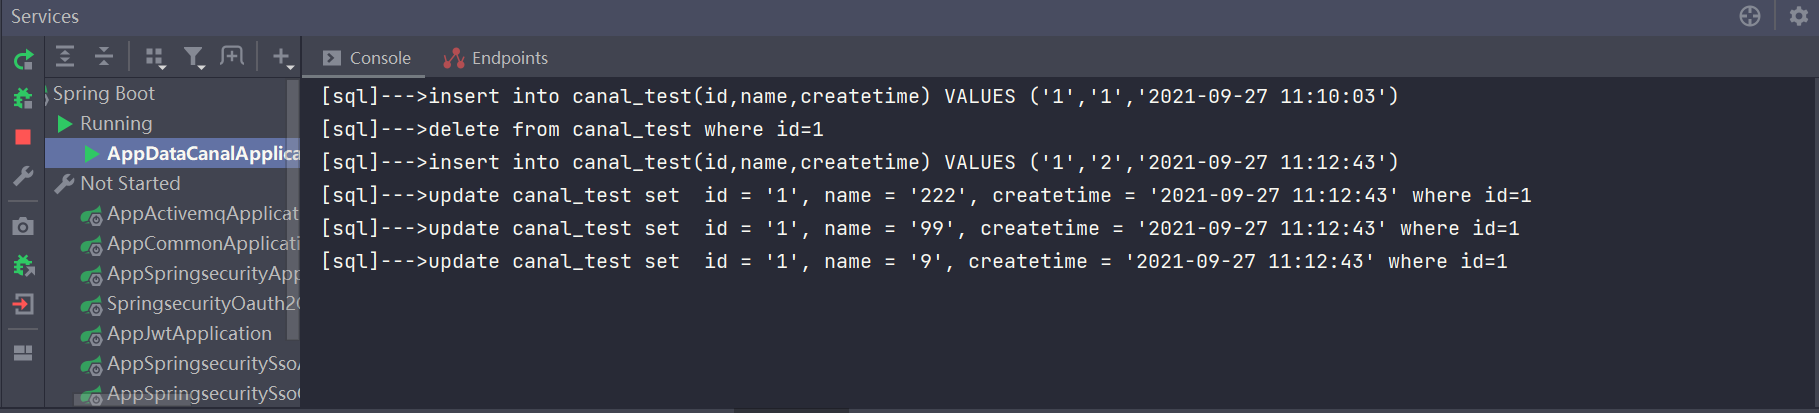 Services
Console
Endpoints
Spring Boot
Running
AppDataCanalApplica
Not Started
AppActivemqApplicat
AppCommonApplicati
AppSpringsecurityApp
SpringsecurityOauth2
AppJwtApplication
AppSpringsecuritySso
AppSpringsecuritySso
[sql]--->insert into canal_test(id,name,createtime) VALUES ('1','1','2021-09-27 11:10:03')
[sql]--->delete from canal_test where id=1
[sql]--->insert into canal_test(id,name,createtime) VALUES ('1','2','2021-09-27 11:12:43')
[sql]--->update canal_test set  id = '1', name = '222', createtime = '2021-09-27 11:12:43' where id=1
[sql]--->update canal_test set  id = '1', name = '99', createtime = '2021-09-27 11:12:43' where id=1
[sql]--->update canal_test set  id = '1', name = '9', createtime = '2021-09-27 11:12:43' where id=1